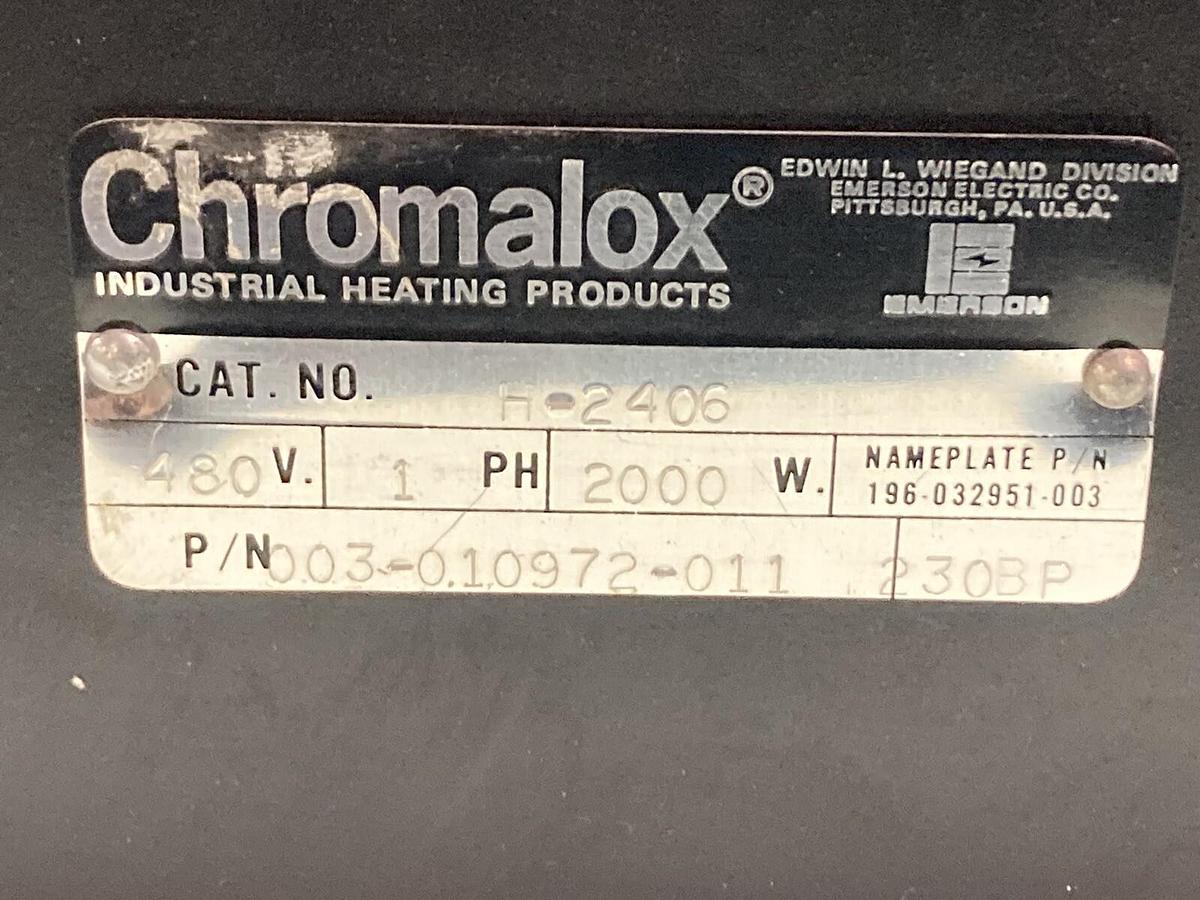 Chromalox®
INDUSTRIAL HEATING PRODUCTS
EDWIN L. WIEGAND DIVISION
EMERSON ELECTRIC CO.
PITTSBURGH, PA. U.S.A.
EMERSON
CAT. NO. H-2406
480 V. 1 PH 2000 W. NAMEPLATE P/N
196-032951-003
P/N 003-010972-011 230BP